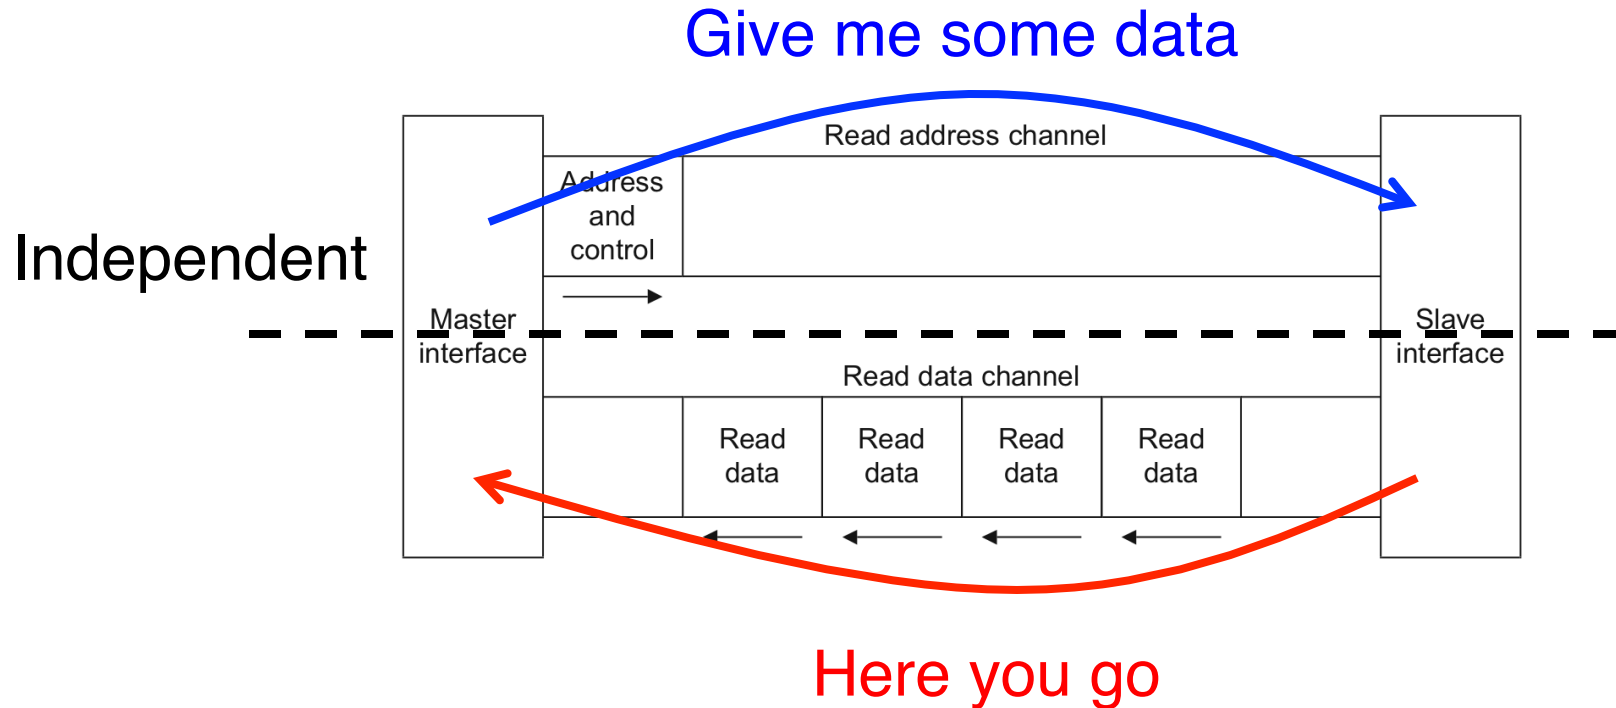 Give me some data
Read address channel
Address
and
control
Independent
Master
interface
Slave
interface
Read data channel
Read
data
Read
data
Read
data
Read
data
Here you go